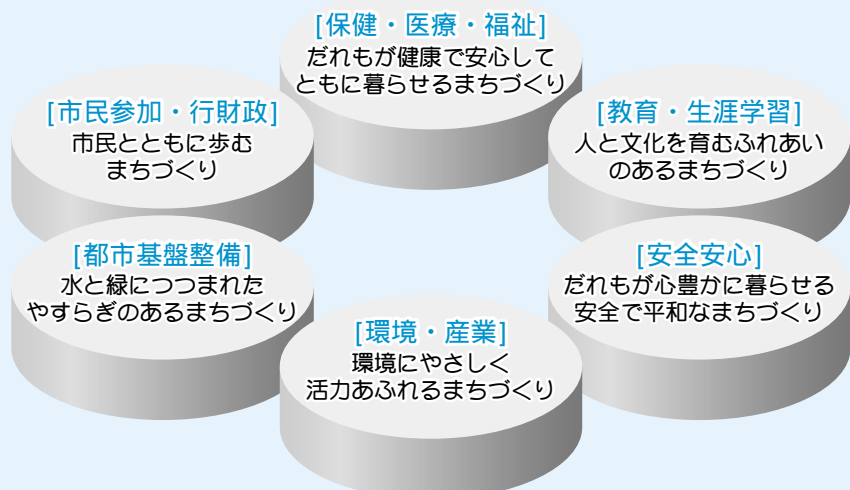 [保健・医療・福祉]
だれもが健康で安心して
ともに暮らせるまちづくり
[市民参加・行財政]
市民とともに歩む
まちづくり
[教育・生涯学習]
人と文化を育むふれあい
のあるまちづくり
[都市基盤整備]
水と緑につつまれた
やすらぎのあるまちづくり
[安全安心]
だれもが心豊かに暮らせる
安全で平和なまちづくり
[環境・産業]
環境にやさしく
活力あふれるまちづくり